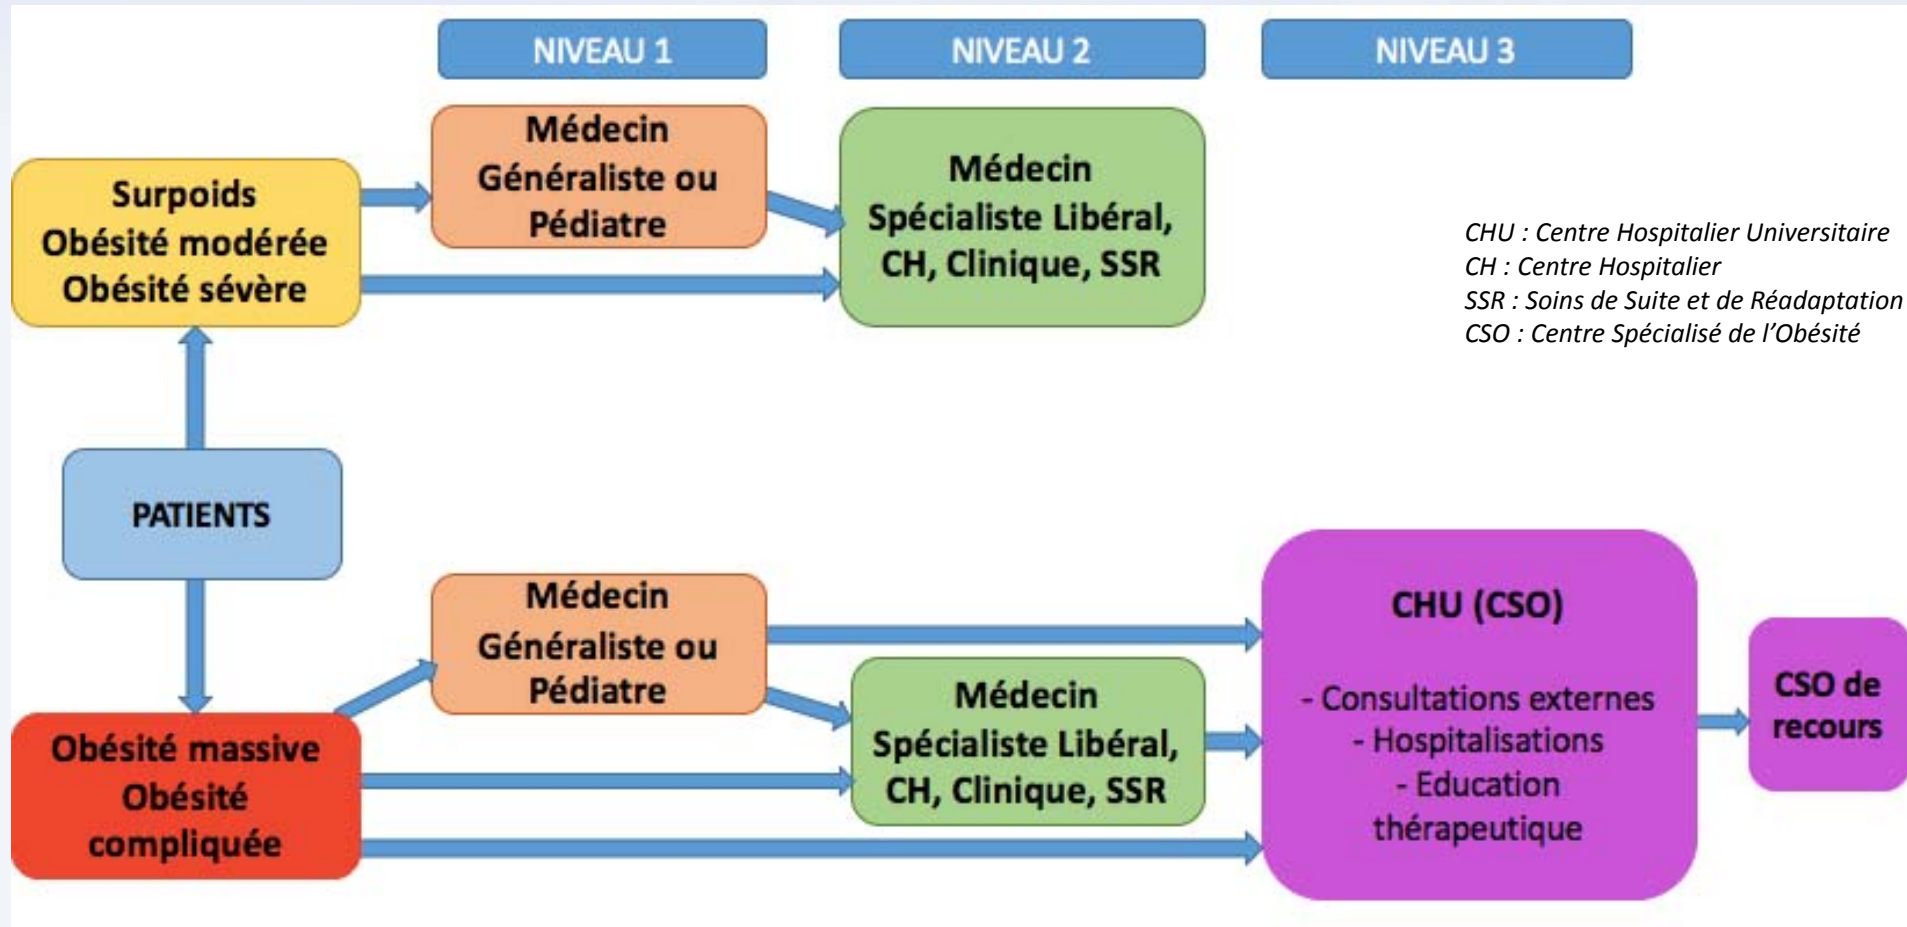 NIVEAU 1
NIVEAU 2
NIVEAU 3
Médecin
Généraliste ou
Pédiatre
Médecin
Spécialiste Libéral,
CH, Clinique, SSR
Surpoids
Obésité modérée
Obésité sévère
CHU : Centre Hospitalier Universitaire
CH : Centre Hospitalier
SSR : Soins de Suite et de Réadaptation
CSO : Centre Spécialisé de l'Obésité
PATIENTS
Médecin
Généraliste ou
Pédiatre
Obésité massive
Obésité
compliquée
Médecin
Spécialiste Libéral,
CH, Clinique, SSR
CHU (CSO)
- Consultations externes
- Hospitalisations
- Education
thérapeutique
CSO de
recours